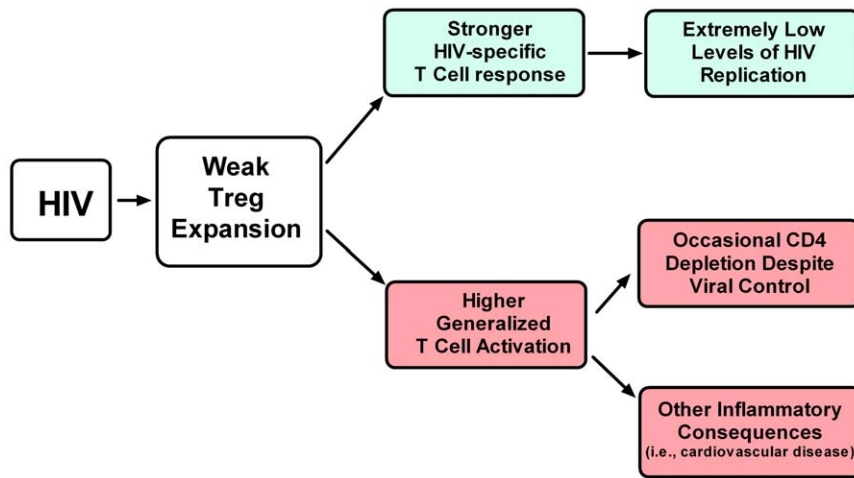 HIV
Weak
Treg
Expansion
Stronger
HIV-specific
T Cell response
Extremely Low
Levels of HIV
Replication
Higher
Generalized
T Cell Activation
Occasional CD4
Depletion Despite
Viral Control
Other Inflammatory
Consequences
(i.e., cardiovascular disease)